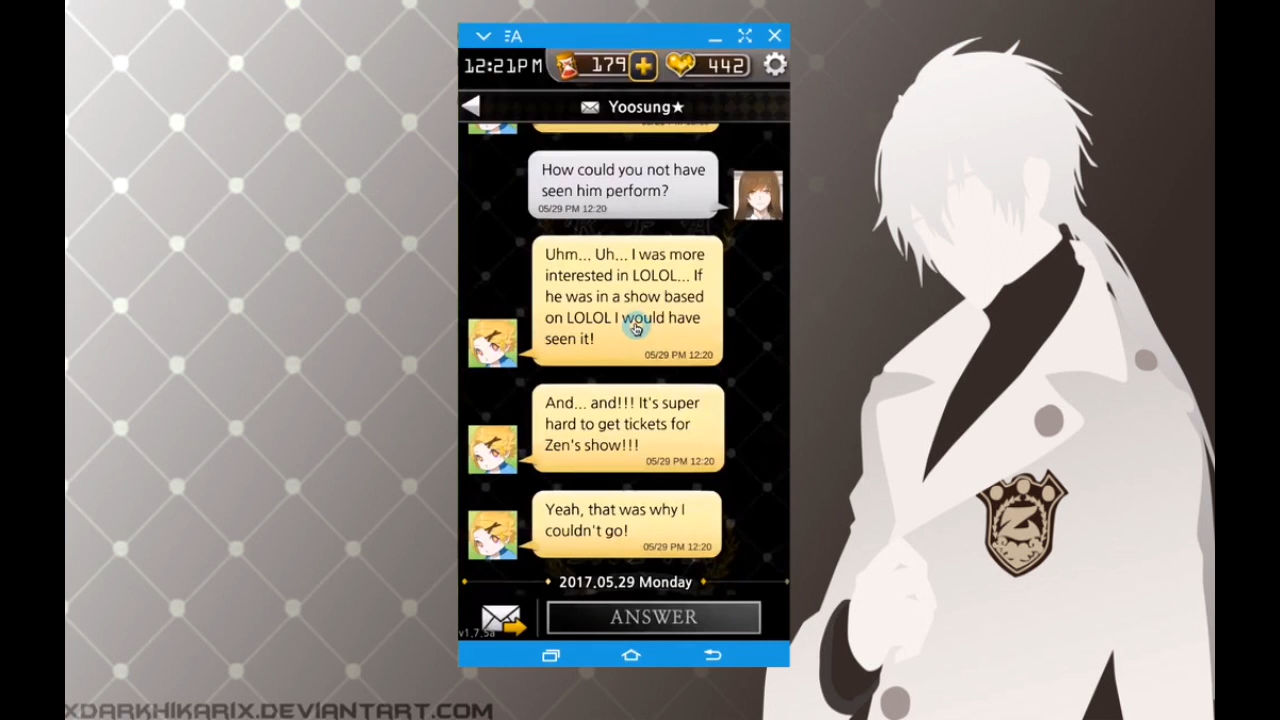 ΞA
12:21PM
179
442
Yoosung★
How could you not have
seen him perform?
05/29 PM 12:20
Uhm... Uh... I was more
interested in LOLOL... If
he was in a show based
on LOLOL I would have
seen it!
05/29 PM 12:20
And... and!!! It's super
hard to get tickets for
Zen's show!!!
05/29 PM 12:20
Yeah, that was why I
couldn't go!
05/29 PM 12:20
2017.05.29 Monday
ANSWER
v1.7.5a
Z
XDARKHIKARIX.DEVIANTART.COM